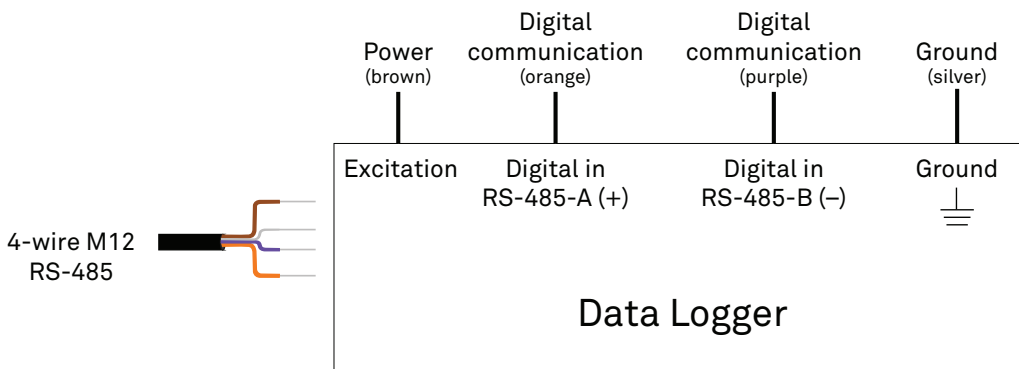 Power
(brown)
Digital
communication
(orange)
Digital
communication
(purple)
Ground
(silver)
Excitation
Digital in
RS-485-A (+)
Digital in
RS-485-B (–)
Ground
4-wire M12
RS-485
Data Logger